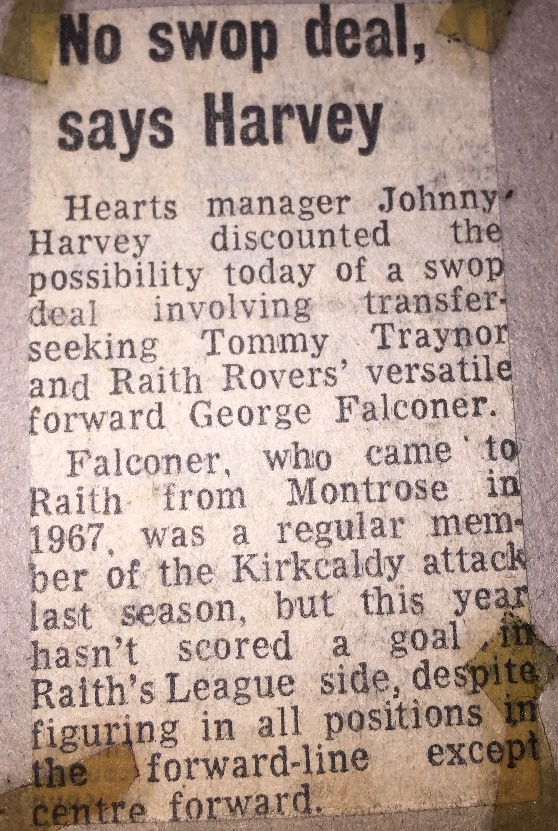 No swop deal,
says Harvey
Hearts manager Johnny
Harvey discounted the
possibility today of a swop
deal involving transfer-
seeking Tommy Traynor
and Raith Rovers' versatile
forward George Falconer.
Falconer, who came to
Raith from Montrose in
1967, was a regular mem-
ber of the Kirkcaldy attack
last season, but this year
hasn't scored a goal in
Raith's League side, despite
figuring in all positions in
the forward-line except
centre forward.